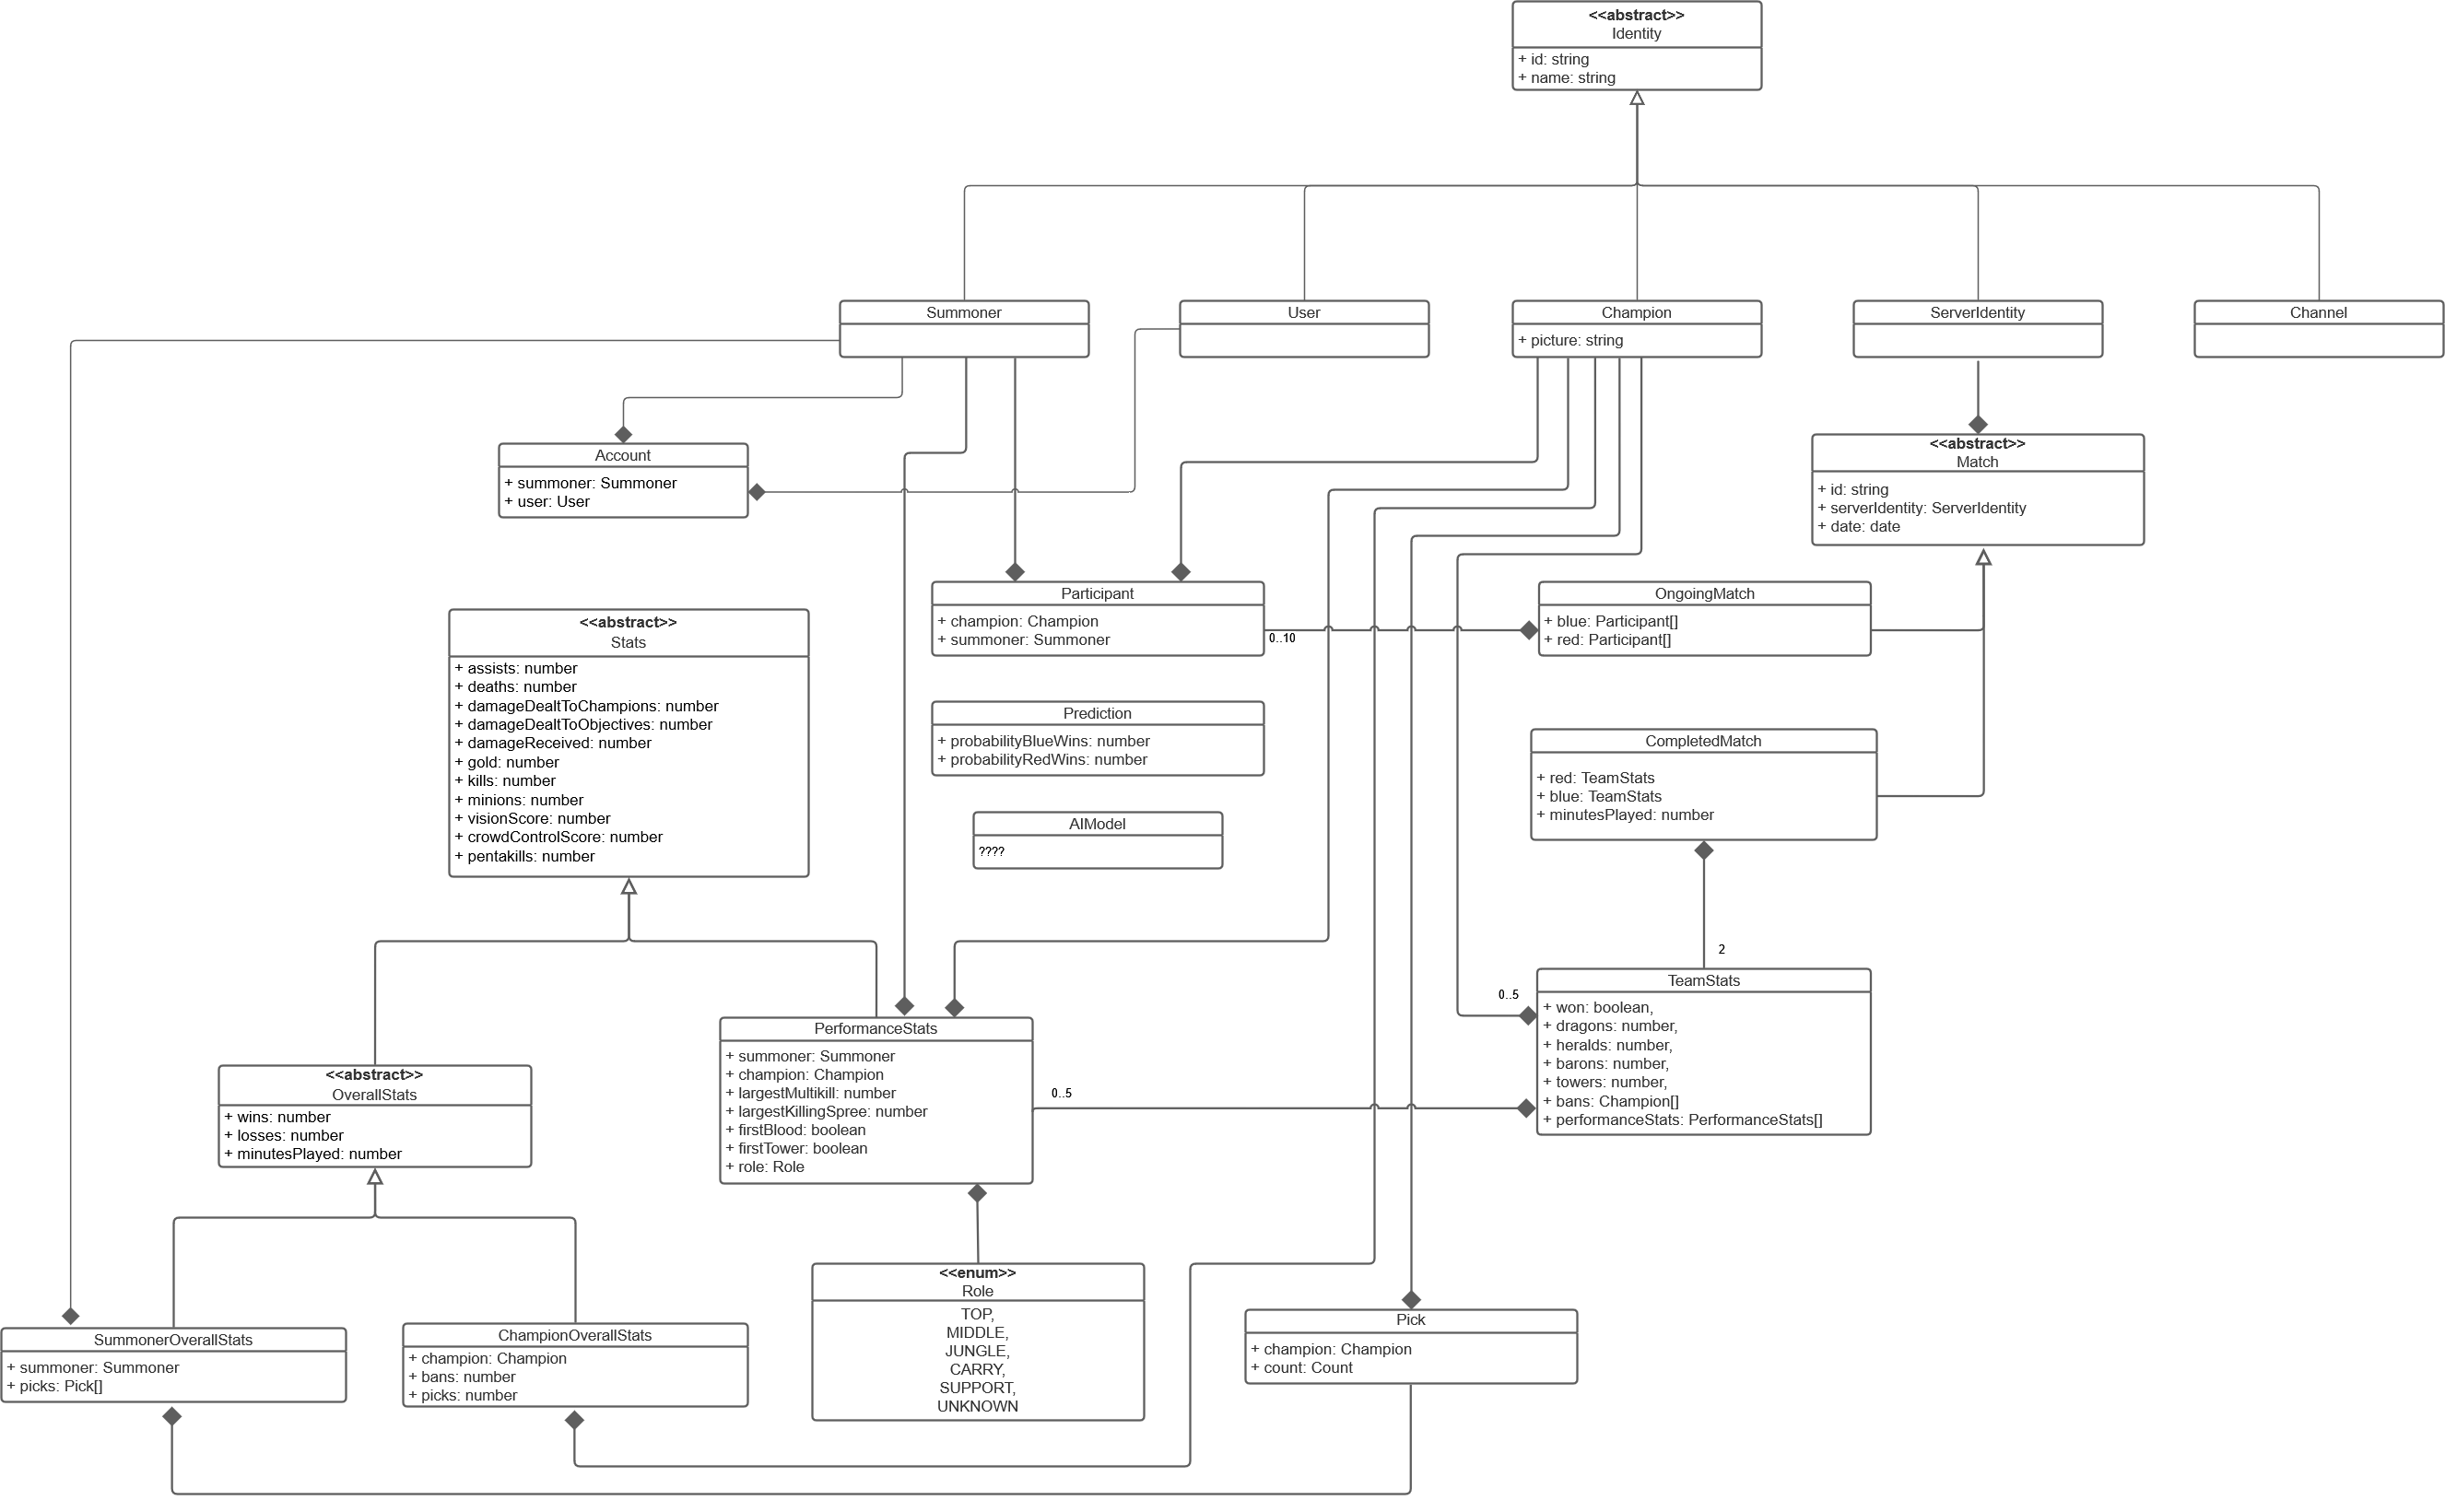 <<abstract>>
Identity
+ id: string
+ name: string
Summoner
User
Champion
+ picture: string
ServerIdentity
Channel
Account
+ summoner: Summoner
+ user: User
<<abstract>>
Match
+ id: string
+ serverIdentity: ServerIdentity
+ date: date
Participant
+ champion: Champion
+ summoner: Summoner
0..10
OngoingMatch
+ blue: Participant[]
+ red: Participant[]
<<abstract>>
Stats
+ assists: number
+ deaths: number
+ damageDealtToChampions: number
+ damageDealtToObjectives: number
+ damageReceived: number
+ gold: number
+ kills: number
+ minions: number
+ visionScore: number
+ crowdControlScore: number
+ pentakills: number
Prediction
+ probabilityBlueWins: number
+ probabilityRedWins: number
CompletedMatch
+ red: TeamStats
+ blue: TeamStats
+ minutesPlayed: number
AIModel
????
2
0..5
TeamStats
+ won: boolean,
+ dragons: number,
+ heralds: number,
+ barons: number,
+ towers: number,
+ bans: Champion[]
+ performanceStats: PerformanceStats[]
PerformanceStats
+ summoner: Summoner
+ champion: Champion
+ largestMultikill: number
+ largestKillingSpree: number
+ firstBlood: boolean
+ firstTower: boolean
+ role: Role
0..5
<<abstract>>
OverallStats
+ wins: number
+ losses: number
+ minutesPlayed: number
<<enum>>
Role
TOP,
MIDDLE,
JUNGLE,
CARRY,
SUPPORT,
UNKNOWN
SummonerOverallStats
+ summoner: Summoner
+ picks: Pick[]
ChampionOverallStats
+ champion: Champion
+ bans: number
+ picks: number
Pick
+ champion: Champion
+ count: Count